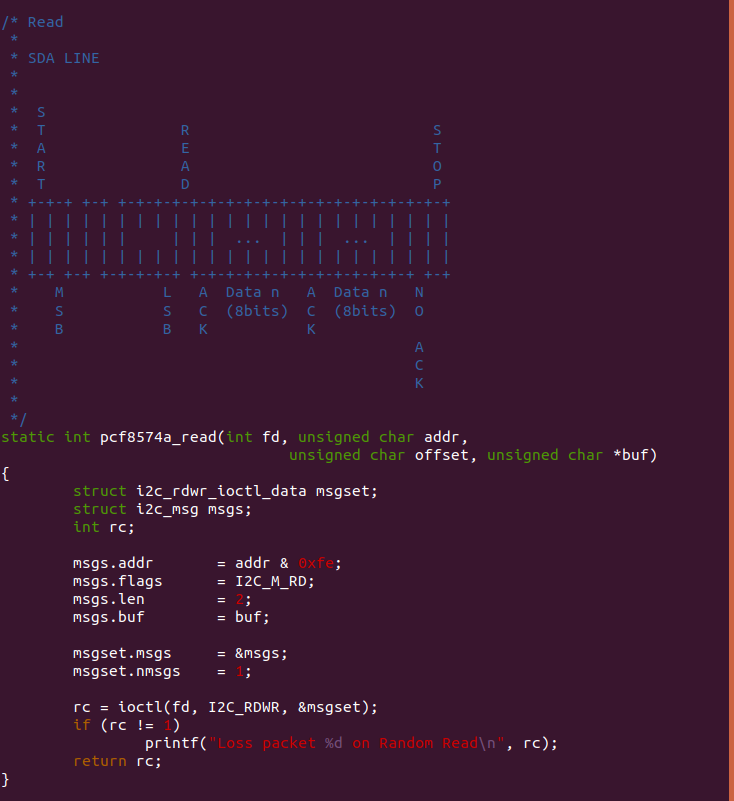 /* Read
 *
 * SDA LINE
 *
 *
 *  S
 *  T               R                           S
 *  A               E                           T
 *  R               A                           O
 *  T               D                           P
 * +-+-+ +-+ +-+-+-+-+-+-+-+-+-+-+-+-+-+-+-+-+-+-+
 * | | | | | | | | | | | | | | | | | | | | | | | |
 * | | | | | |     | | |  ...  | | |  ...  | | | |
 * | | | | | | | | | | | | | | | | | | | | | | | |
 * +-+ +-+ +-+-+-+-+ +-+-+-+-+-+-+-+-+-+-+-+-+ +-+
 *    M           L   A  Data n   A  Data n   N
 *    S           S   C  (8bits)  C  (8bits)  O
 *    B           B   K           K
 *                                            A
 *                                            C
 *                                            K
 *
 */
static int pcf8574a_read(int fd, unsigned char addr,
                                unsigned char offset, unsigned char *buf)
{
        struct i2c_rdwr_ioctl_data msgset;
        struct i2c_msg msgs;
        int rc;

        msgs.addr       = addr & 0xfe;
        msgs.flags      = I2C_M_RD;
        msgs.len        = 2;
        msgs.buf        = buf;

        msgset.msgs     = &msgs;
        msgset.nmsgs    = 1;

        rc = ioctl(fd, I2C_RDWR, &msgset);
        if (rc != 1)
                printf("Loss packet %d on Random Read\n", rc);
        return rc;
}